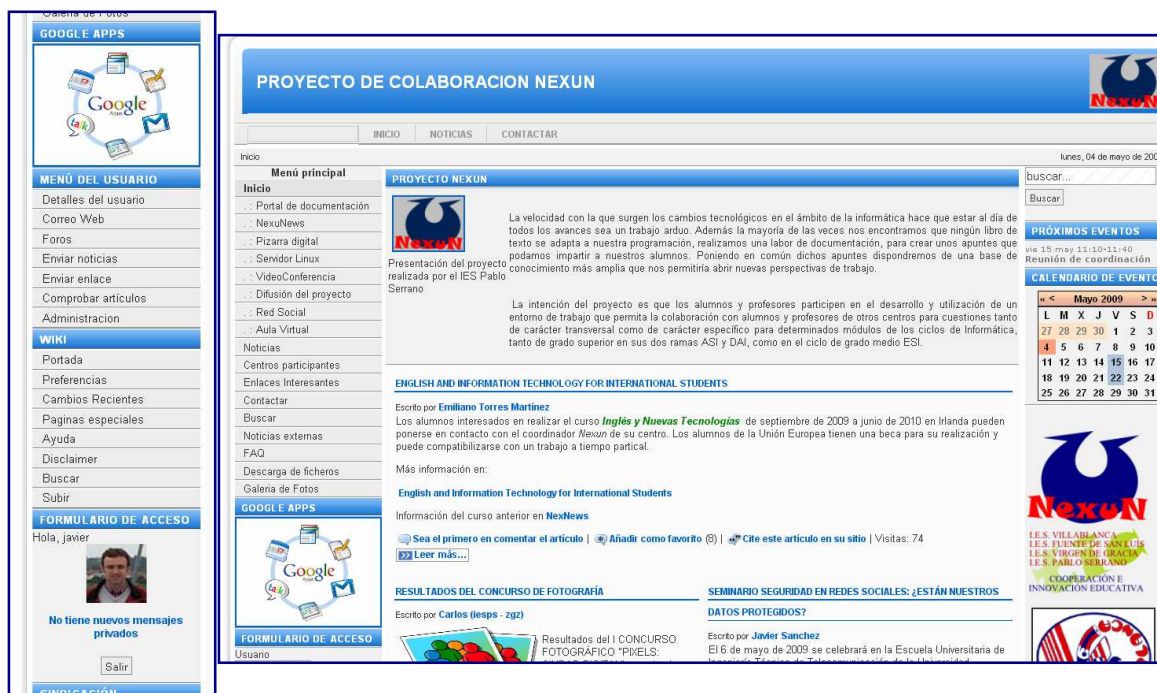 Galeria de Fotos
GOOGLE APPS
Google
Apps
talk
MENÚ DEL USUARIO
Detalles del usuario
Correo Web
Foros
Enviar noticias
Enviar enlace
Comprobar artículos
Administracion
WIKI
Portada
Preferencias
Cambios Recientes
Paginas especiales
Ayuda
Disclaimer
Buscar
Subir
FORMULARIO DE ACCESO
Hola, javier
No tiene nuevos mensajes
privados
Salir
SINDICACIÓN
PROYECTO DE COLABORACION NEXUN
NexuN
INICIO NOTICIAS CONTACTAR
Inicio
lunes, 04 de mayo de 200
Menú principal
Inicio
. : Portal de documentación
. : NexuNews
. : Pizarra digital
. : Servidor Linux
. : VideoConferencia
. : Difusión del proyecto
. : Red Social
. : Aula Virtual
Noticias
Centros participantes
Enlaces Interesantes
Contactar
Buscar
Noticias externas
FAQ
Descarga de ficheros
Galeria de Fotos
GOOGLE APPS
Google
Apps
talk
FORMULARIO DE ACCESO
Usuario
PROYECTO NEXUN
NexuN
Presentación del proyecto
realizada por el IES Pablo
Serrano
La velocidad con la que surgen los cambios tecnológicos en el ámbito de la informática hace que estar al día de
todos los avances sea un trabajo arduo. Además la mayoría de las veces nos encontramos que ningún libro de
texto se adapta a nuestra programación, realizamos una labor de documentación, para crear unos apuntes que
podamos impartir a nuestros alumnos. Poniendo en común dichos apuntes dispondremos de una base de
conocimiento más amplia que nos permitiría abrir nuevas perspectivas de trabajo.
La intención del proyecto es que los alumnos y profesores participen en el desarrollo y utilización de un
entorno de trabajo que permita la colaboración con alumnos y profesores de otros centros para cuestiones tanto
de carácter transversal como de carácter específico para determinados módulos de los ciclos de Informática,
tanto de grado superior en sus dos ramas ASI y DAI, como en el ciclo de grado medio ESI.
ENGLISH AND INFORMATION TECHNOLOGY FOR INTERNATIONAL STUDENTS
Escrito por Emiliano Torres Martínez
Los alumnos interesados en realizar el curso Inglés y Nuevas Tecnologías de septiembre de 2009 a junio de 2010 en Irlanda pueden
ponerse en contacto con el coordinador Nexun de su centro. Los alumnos de la Unión Europea tienen una beca para su realización y
puede compatibilizarse con un trabajo a tiempo partical.
Más información en:
English and Information Technology for International Students
Información del curso anterior en NexNews
Sea el primero en comentar el artículo | Añadir como favorito (8) | Cite este artículo en su sitio | Visitas: 74
Leer más...
RESULTADOS DEL CONCURSO DE FOTOGRAFÍA
Escrito por Carlos (iesps - zgz)
Resultados del I CONCURSO
FOTOGRÁFICO "PIXELS:
SEMINARIO SEGURIDAD EN REDES SOCIALES: ¿ESTÁN NUESTROS
DATOS PROTEGIDOS?
Escrito por Javier Sanchez
El 6 de mayo de 2009 se celebrará en la Escuela Universitaria de
Ingeniería Técnica de Telecomunicación de la Universidad
buscar...
Buscar
PRÓXIMOS EVENTOS
vie 15 may 11:10-11:40
Reunión de coordinación
CALENDARIO DE EVENTO
« < Mayo 2009 > »
L M X J V S D
27 28 29 30 1 2 3
4 5 6 7 8 9 10
11 12 13 14 15 16 17
18 19 20 21 22 23 24
25 26 27 28 29 30 31
NexuN
I.E.S. VILLABLANCA
I.E.S. FUENTE DE SAN LUIS
I.E.S. VIRGEN DE GRACIA
I.E.S. PABLO SERRANO
COOPERACIÓN E
INNOVACIÓN EDUCATIVA